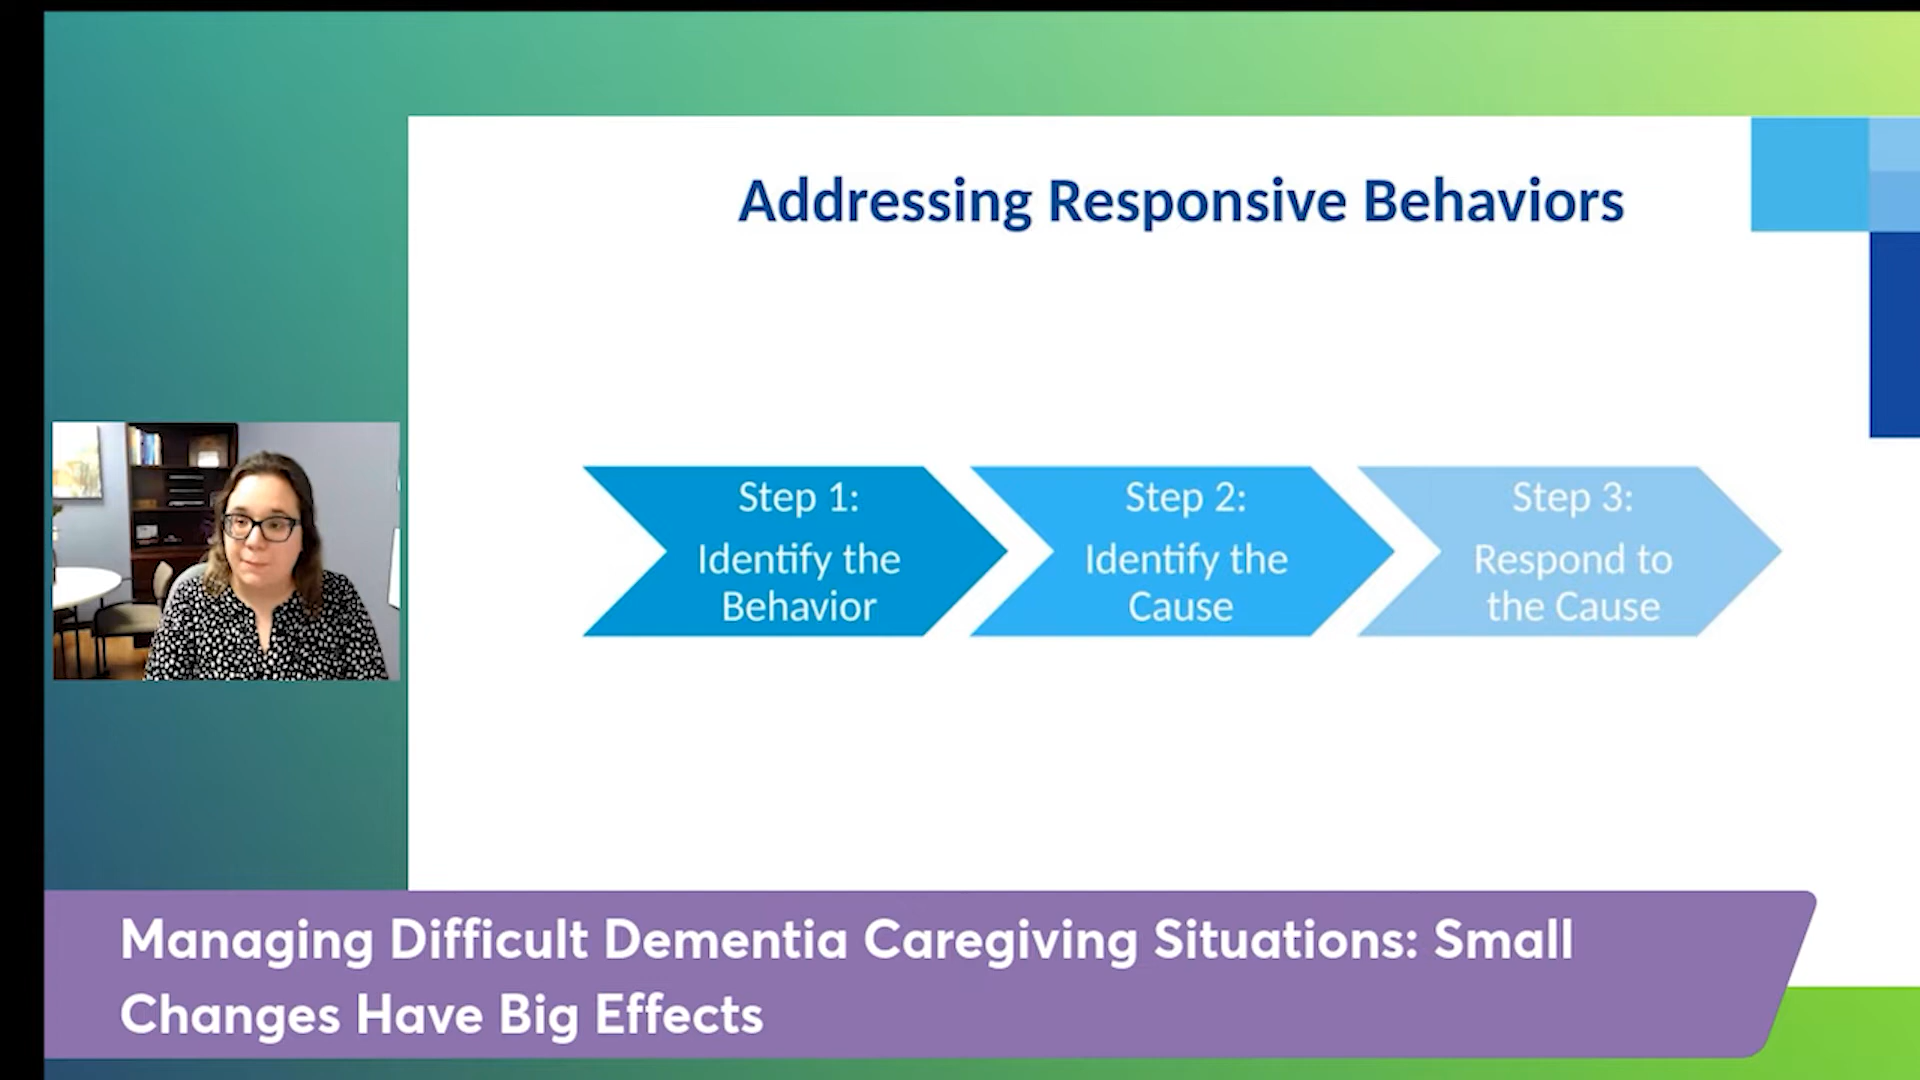 Addressing Responsive Behaviors
Step 1:
Identify the
Behavior
Step 2:
Identify the
Cause
Step 3:
Respond to
the Cause
Managing Difficult Dementia Caregiving Situations: Small
Changes Have Big Effects